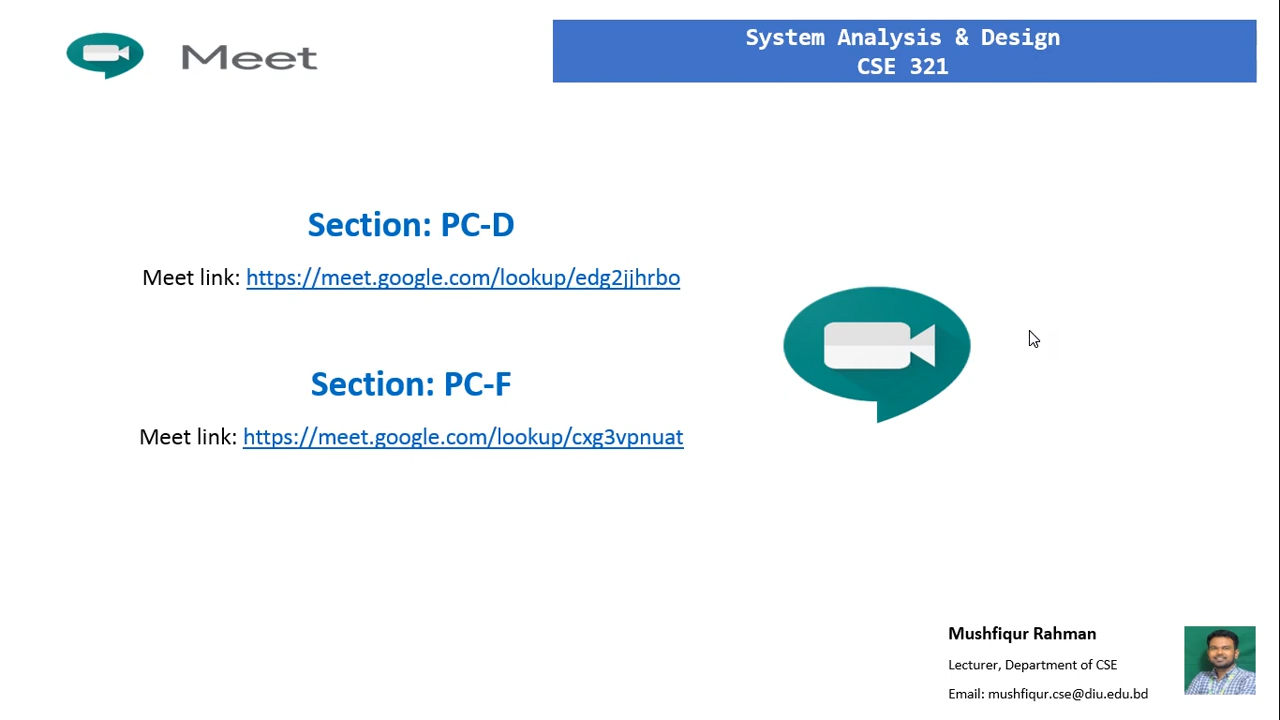 Meet
System Analysis & Design
CSE 321
Section: PC-D
Meet link: https://meet.google.com/lookup/edg2jjhrbo
Section: PC-F
Meet link: https://meet.google.com/lookup/cxg3vpnuat
Mushfiqur Rahman
Lecturer, Department of CSE
Email: mushfiqur.cse@diu.edu.bd